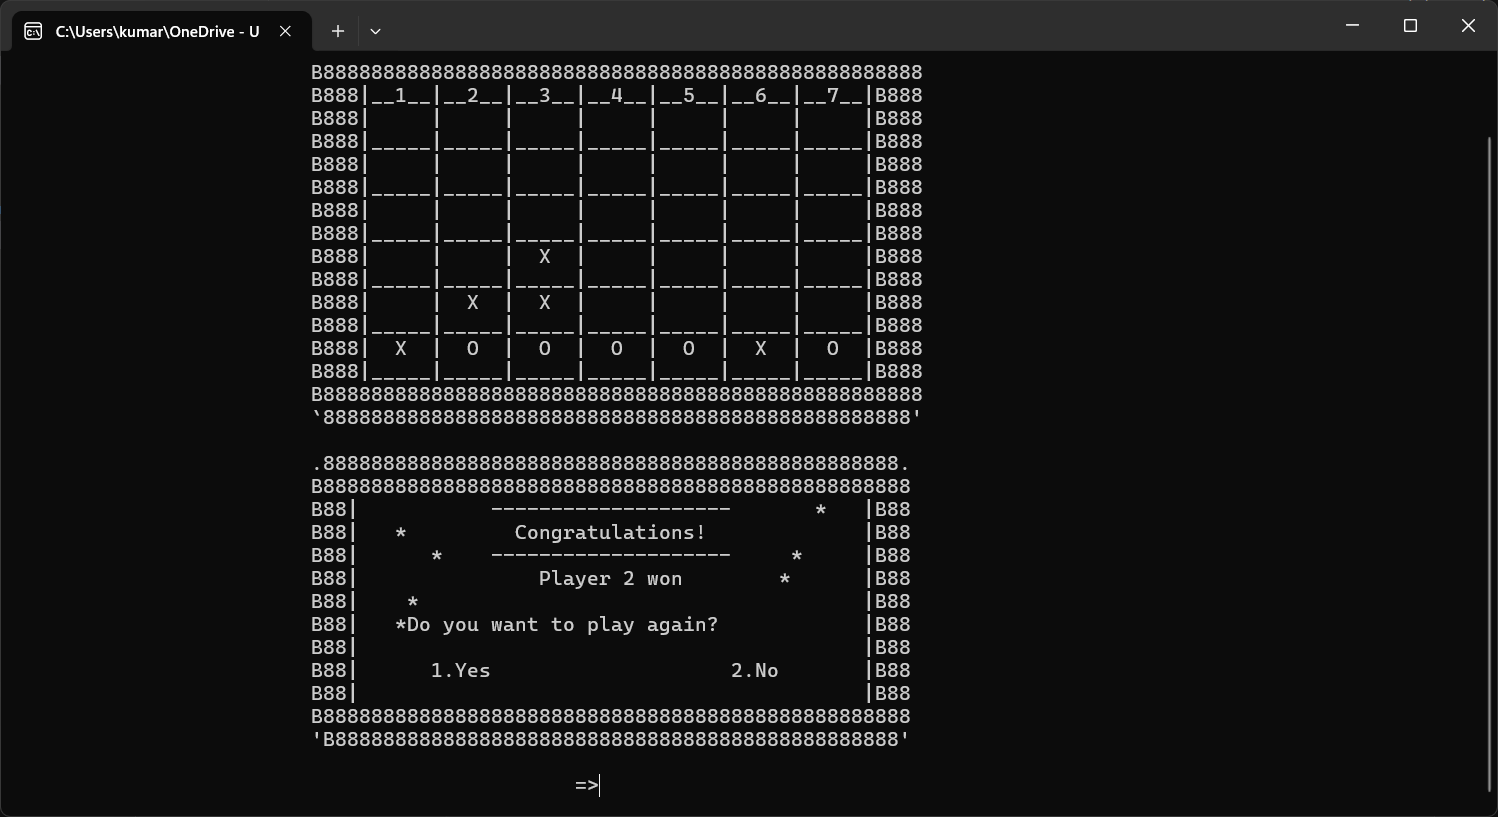 C:\Users\kumar\OneDrive - U
B88888888888888888888888888888888888888888888888888
B888|__1__|__2__|__3__|__4__|__5__|__6__|__7__|B888
B888|     |     |     |     |     |     |     |B888
B888|_____|_____|_____|_____|_____|_____|_____|B888
B888|     |     |     |     |     |     |     |B888
B888|_____|_____|_____|_____|_____|_____|_____|B888
B888|     |     |     |     |     |     |     |B888
B888|_____|_____|_____|_____|_____|_____|_____|B888
B888|     |     |  X  |     |     |     |     |B888
B888|_____|_____|_____|_____|_____|_____|_____|B888
B888|     |  X  |  X  |     |     |     |     |B888
B888|_____|_____|_____|_____|_____|_____|_____|B888
B888|  X  |  O  |  O  |  O  |  O  |  X  |  O  |B888
B888|_____|_____|_____|_____|_____|_____|_____|B888
B88888888888888888888888888888888888888888888888888
`8888888888888888888888888888888888888888888888888'
.888888888888888888888888888888888888888888888888.
B8888888888888888888888888888888888888888888888888
B88|           --------------------       *   |B88
B88|   *         Congratulations!             |B88
B88|      *    --------------------     *     |B88
B88|               Player 2 won        *      |B88
B88|    *                                     |B88
B88|   *Do you want to play again?            |B88
B88|                                          |B88
B88|      1.Yes                    2.No       |B88
B88|                                          |B88
B8888888888888888888888888888888888888888888888888
'B88888888888888888888888888888888888888888888888'
=>